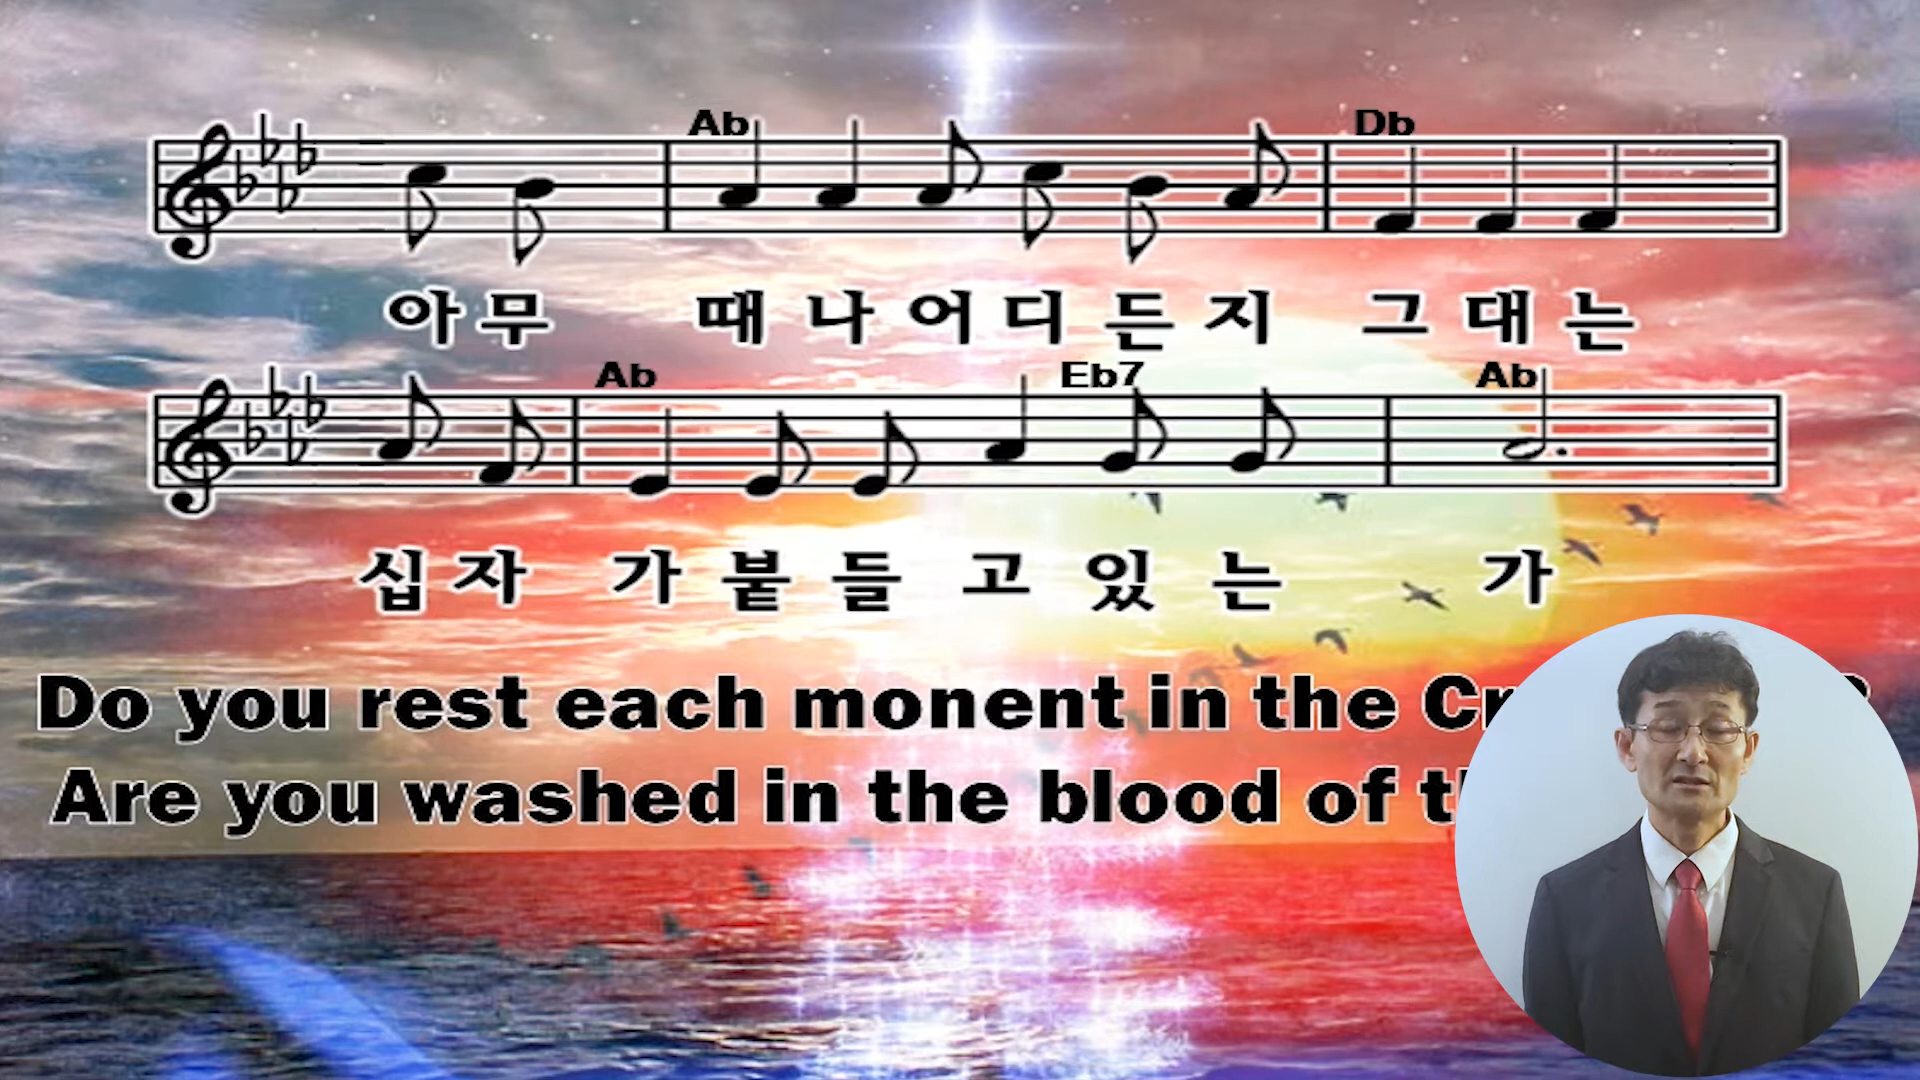 Ab Db
아무 때나어디든지 그대는
Ab Eb7 Ab
십자 가붙들고있는 가
Do you rest each monent in the
Are you washed in the blood of